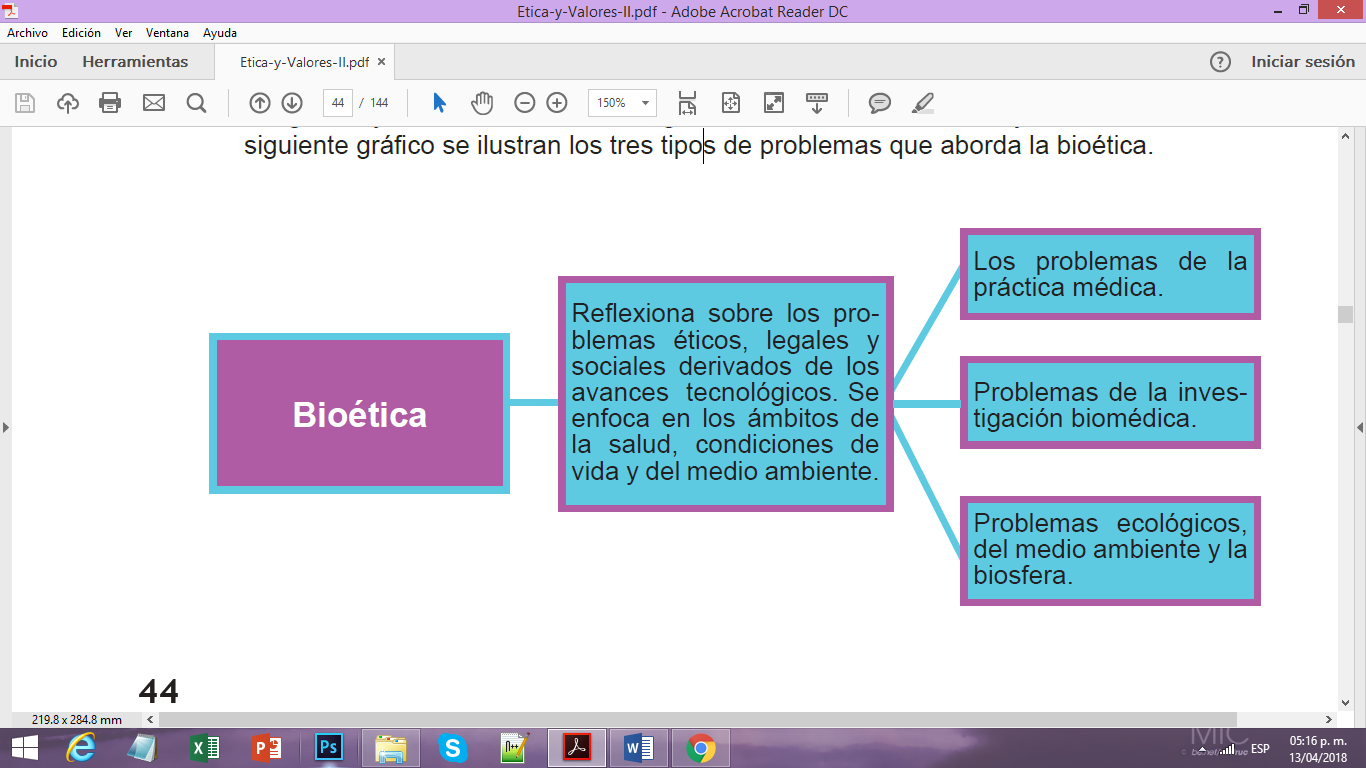 Etica-y-Valores-II.pdf - Adobe Acrobat Reader DC
Archivo Edición Ver Ventana Ayuda
Inicio Herramientas Etica-y-Valores-II.pdf × ? Iniciar sesión
44 / 144 150%
siguiente gráfico se ilustran los tres tipos de problemas que aborda la bioética.
Bioética
Reflexiona sobre los pro-
blemas éticos, legales y
sociales derivados de los
avances tecnológicos. Se
enfoca en los ámbitos de
la salud, condiciones de
vida y del medio ambiente.
Los problemas de la
práctica médica.
Problemas de la inves-
tigación biomédica.
Problemas ecológicos,
del medio ambiente y la
biosfera.
44
219.8 x 284.8 mm
ESP
05:16 p. m.
13/04/2018